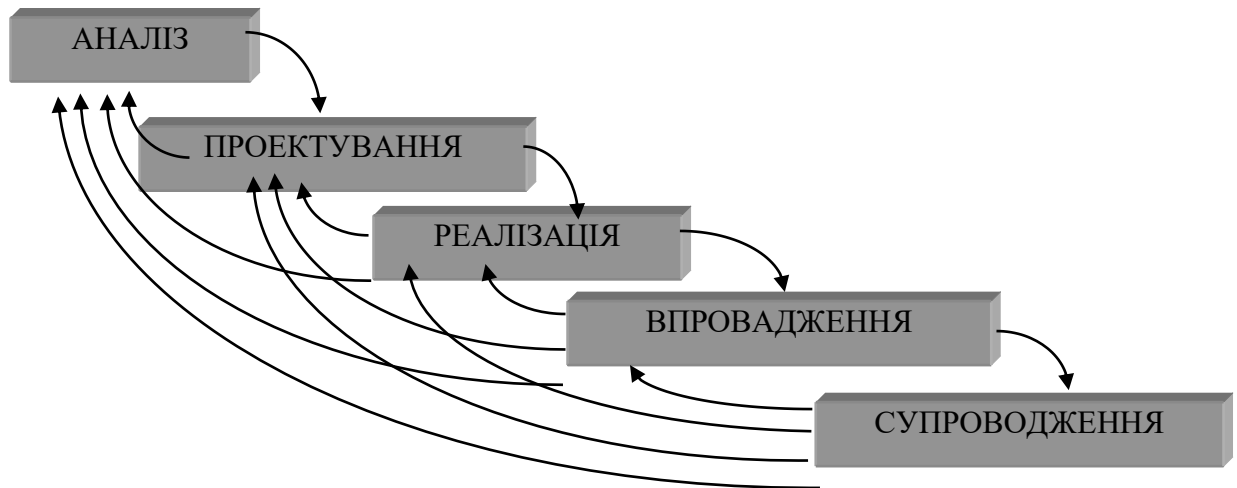 АНАЛІЗ
ПРОЕКТУВАННЯ
РЕАЛІЗАЦІЯ
ВПРОВАДЖЕННЯ
СУПРОВОДЖЕННЯ